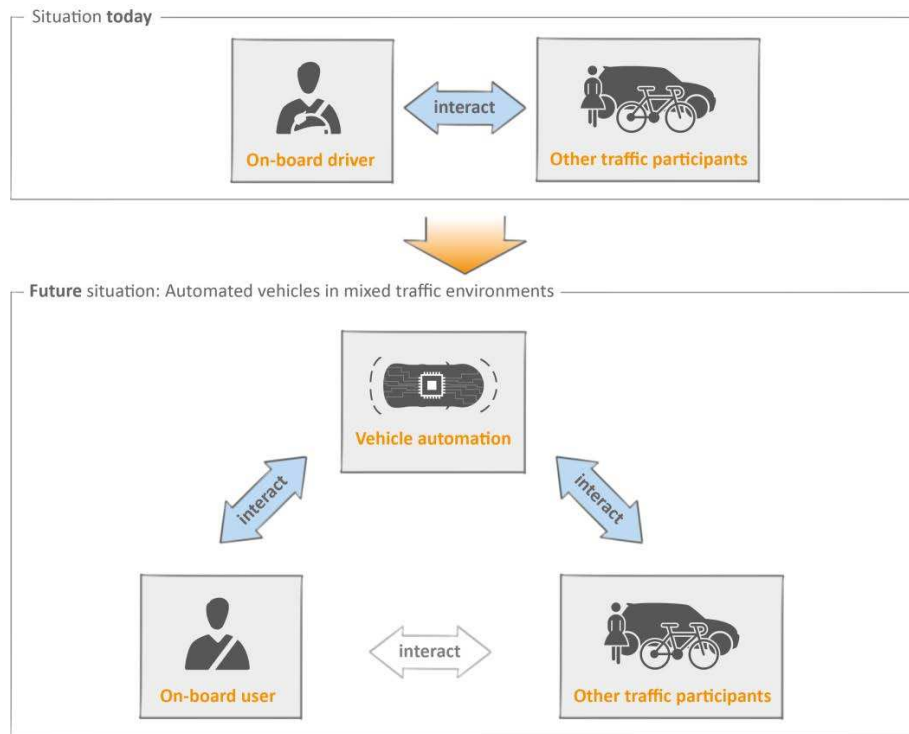 Situation today
interact
On-board driver
Other traffic participants
Future situation: Automated vehicles in mixed traffic environments
Vehicle automation
interact
interact
interact
On-board user
Other traffic participants